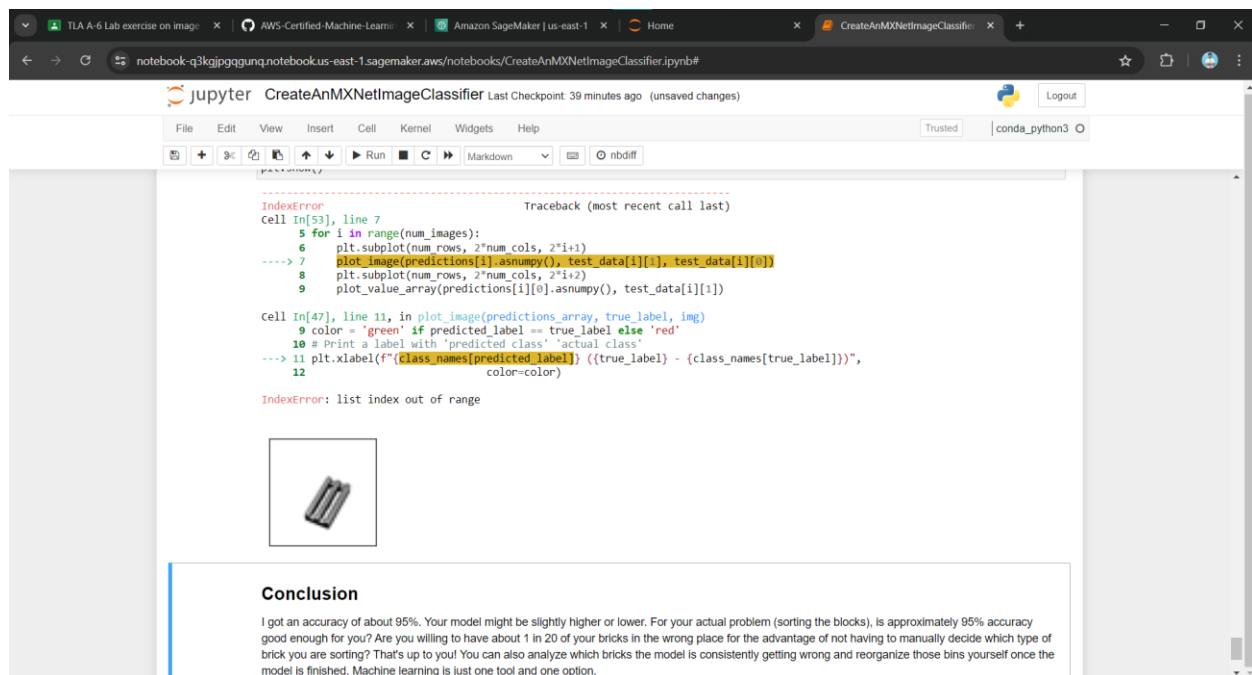 TLA A-6 Lab exercise on image
AWS-Certified-Machine-Learnin
Amazon SageMaker | us-east-1
Home
CreateAnMXNetImageClassifier
notebook-q3kgjpgqgunq.notebook.us-east-1.sagemaker.aws/notebooks/CreateAnMXNetImageClassifier.ipynb#
jupyter CreateAnMXNetImageClassifier Last Checkpoint: 39 minutes ago (unsaved changes)
Logout
File Edit View Insert Cell Kernel Widgets Help
Trusted
conda_python3
Run
Markdown
nbdiff
plt.show()
---------------------------------------------------------------------------
IndexError Traceback (most recent call last)
Cell In[53], line 7
5 for i in range(num_images):
6 plt.subplot(num_rows, 2*num_cols, 2*i+1)
----> 7 plot_image(predictions[i].asnumpy(), test_data[i][1], test_data[i][0])
8 plt.subplot(num_rows, 2*num_cols, 2*i+2)
9 plot_value_array(predictions[i][0].asnumpy(), test_data[i][1])
Cell In[47], line 11, in plot_image(predictions_array, true_label, img)
9 color = 'green' if predicted_label == true_label else 'red'
10 # Print a label with 'predicted class' 'actual class'
---> 11 plt.xlabel(f"{class_names[predicted_label]} ({true_label} - {class_names[true_label]})",
12 color=color)
IndexError: list index out of range
Conclusion
I got an accuracy of about 95%. Your model might be slightly higher or lower. For your actual problem (sorting the blocks), is approximately 95% accuracy
good enough for you? Are you willing to have about 1 in 20 of your bricks in the wrong place for the advantage of not having to manually decide which type of
brick you are sorting? That's up to you! You can also analyze which bricks the model is consistently getting wrong and reorganize those bins yourself once the
model is finished. Machine learning is just one tool and one option.